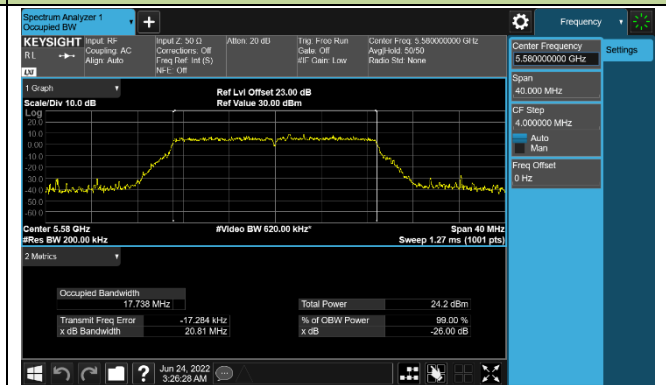 Spectrum Analyzer 1
Occupied BW
+
Frequency
KEYSIGHT
RL
LXI
Input: RF
Coupling: AC
Align: Auto
Input Z: 50 Ω
Corrections: Off
Freq Ref: Int (S)
NFE: Off
Atten: 20 dB
Trig: Free Run
Gate: Off
#IF Gain: Low
Center Freq: 5.580000000 GHz
Avg|Hold: 50/50
Radio Std: None
Center Frequency
5.580000000 GHz
Settings
Span
40.000 MHz
CF Step
4.000000 MHz
Auto
Man
Freq Offset
0 Hz
1 Graph
Scale/Div 10.0 dB
Ref Lvl Offset 23.00 dB
Ref Value 30.00 dBm
Log
20.0
10.0
0.00
-10.0
-20.0
-30.0
-40.0
-50.0
-60.0
Center 5.58 GHz
#Video BW 620.00 kHz*
Span 40 MHz
#Res BW 200.00 kHz
Sweep 1.27 ms (1001 pts)
2 Metrics
Occupied Bandwidth
17.738 MHz
Total Power 24.2 dBm
Transmit Freq Error -17.284 kHz
% of OBW Power 99.00 %
x dB Bandwidth 20.81 MHz
x dB -26.00 dB
?
Jun 24, 2022
3:26:28 AM